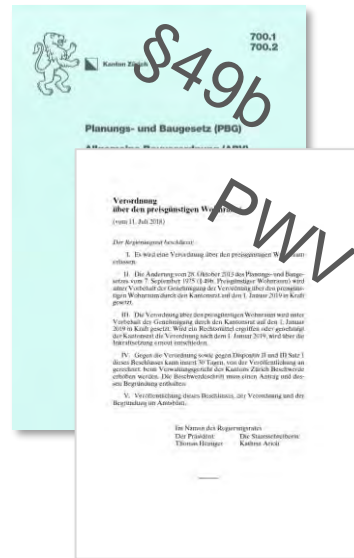 700.1
700.2
Kanton Zürich
§49b
Planungs- und Baugesetz (PBG)
Verordnung
über den preisgünstigen
PWV
(vom 11. Juli 2018)
Der Regierungsrat beschliesst:
I. Es wird eine Verordnung über den preisgünstigen
erlassen.
II. Die Änderung vom 28. Oktober 2013 des Planungs- und Bauge-
setzes vom 7. September 1975 (§ 49b. Preisgünstiger Wohnraum) wird
unter Vorbehalt der Genehmigung der Verordnung über den preisgüns-
tigen Wohnraum durch den Kantonsrat auf den 1. Januar 2019 in Kraft
gesetzt.
III. Die Verordnung über den preisgünstigen Wohnraum wird unter
Vorbehalt der Genehmigung durch den Kantonsrat auf den 1. Januar
2019 in Kraft gesetzt. Wird ein Rechtsmittel ergriffen oder genehmigt
der Kantonsrat die Verordnung nach dem 1. Januar 2019, wird über die
Inkraftsetzung erneut entschieden.
IV. Gegen die Verordnung sowie gegen Dispositiv II und III Satz 1
dieses Beschlusses kann innert 30 Tagen, von der Veröffentlichung an
gerechnet, beim Verwaltungsgericht des Kantons Zürich Beschwerde
erhoben werden. Die Beschwerdeschrift muss einen Antrag und des-
sen Begründung enthalten.
V. Veröffentlichung dieses Beschlusses, der Verordnung und der
Begründung im Amtsblatt.
Im Namen des Regierungsrates
Der Präsident: Die Staatsschreiberin:
Thomas Heiniger Kathrin Arioli